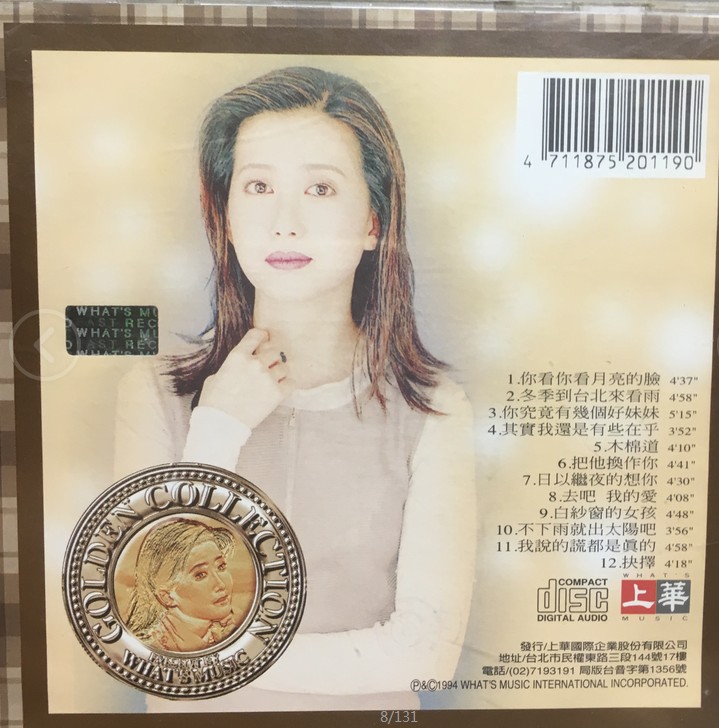 4 711875 201190
WHAT'S MU
AST REC
WHAT'S MU
AST REC
WHAT'S M
1.你看你看月亮的臉 4'37"
2.冬季到台北來看雨 4'58"
3.你究竟有幾個好妹妹 5'15"
4.其實我還是有些在乎 3'52"
5.木棉道 4'10"
6.把他換作你 4'41"
7.日以繼夜的想你 4'30"
8.去吧 我的愛 4'08"
9.白紗窗的女孩 4'48"
10.不下雨就出太陽吧 3'56"
11.我說的謊都是眞的 4'58"
12.抉擇 4'18"
GOLDEN COLLECTION
WHAT'S MUSIC
COMPACT
disc
DIGITAL AUDIO
WHAT'S
上華
MUSIC
發行/上華國際企業股份有限公司
地址/台北市民權東路三段144號17樓
電話/(02)7193191 局版台音字第1356號
Ⓟ&©1994 WHAT'S MUSIC INTERNATIONAL INCORPORATED.
8/131